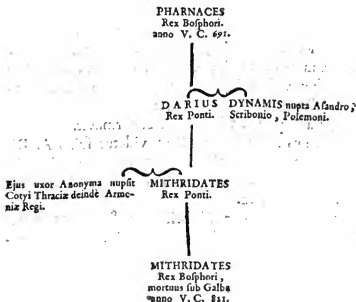 PHARNACES
Rex Boſphori.
anno V. C. 691.
DARIUS DYNAMIS nupta Aſandro,
Rex Ponti. Scribonio, Polemoni.
Ejus uxor Anonyma nupſit MITHRIDATES
Cotyi Thraciæ deindè Arme- Rex Ponti.
niæ Regi.
MITHRIDATES
Rex Boſphori,
mortuus ſub Galba
anno V. C. 821.